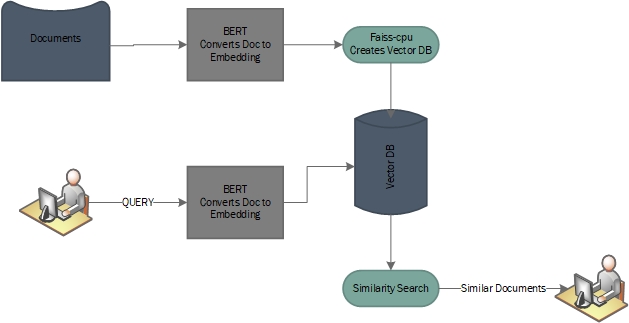 Documents
BERT
Converts Doc to
Embedding
Faiss-cpu
Creates Vector DB
Vector DB
QUERY
BERT
Converts Doc to
Embedding
Similarity Search
Similar Documents